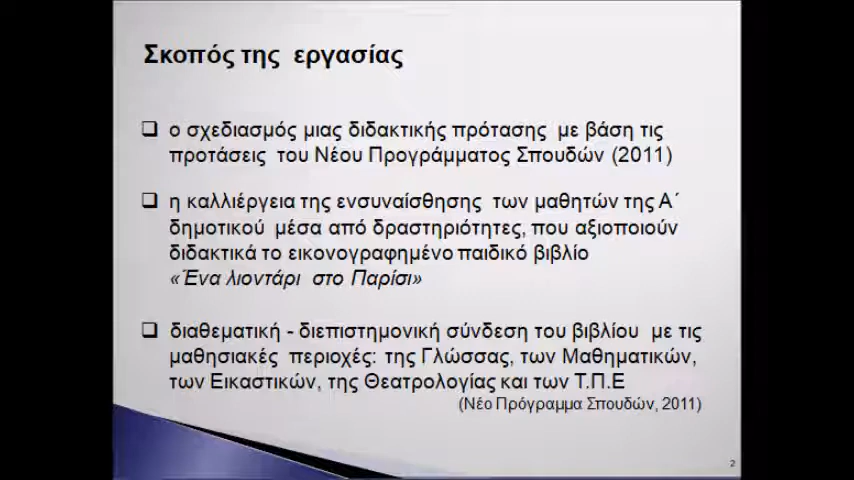 Σκοπός της εργασίας
ο σχεδιασμός μιας διδακτικής πρότασης με βάση τις
προτάσεις του Νέου Προγράμματος Σπουδών (2011)
η καλλιέργεια της ενσυναίσθησης των μαθητών της Α΄
δημοτικού μέσα από δραστηριότητες, που αξιοποιούν
διδακτικά το εικονογραφημένο παιδικό βιβλίο
«Ένα λιοντάρι στο Παρίσι»
διαθεματική - διεπιστημονική σύνδεση του βιβλίου με τις
μαθησιακές περιοχές: της Γλώσσας, των Μαθηματικών,
των Εικαστικών, της Θεατρολογίας και των Τ.Π.Ε
(Νέο Πρόγραμμα Σπουδών, 2011)
2